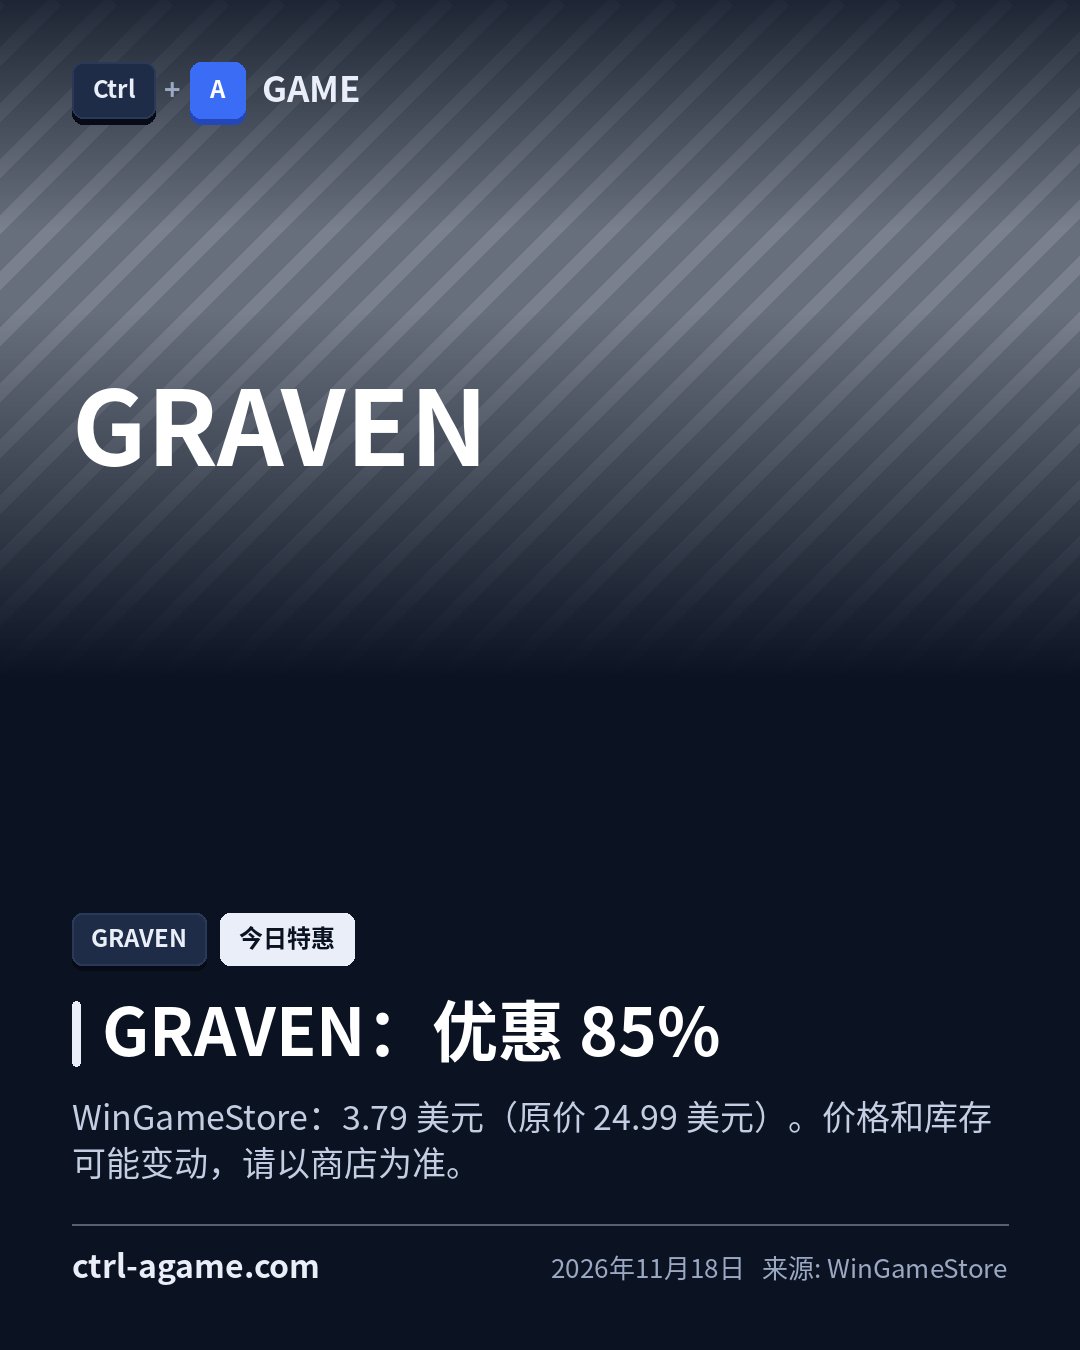 Ctrl + A GAME
GRAVEN
GRAVEN 今日特惠
GRAVEN：优惠 85%
WinGameStore：3.79 美元（原价 24.99 美元）。价格和库存
可能变动，请以商店为准。
ctrl-agame.com 2026年11月18日 来源: WinGameStore